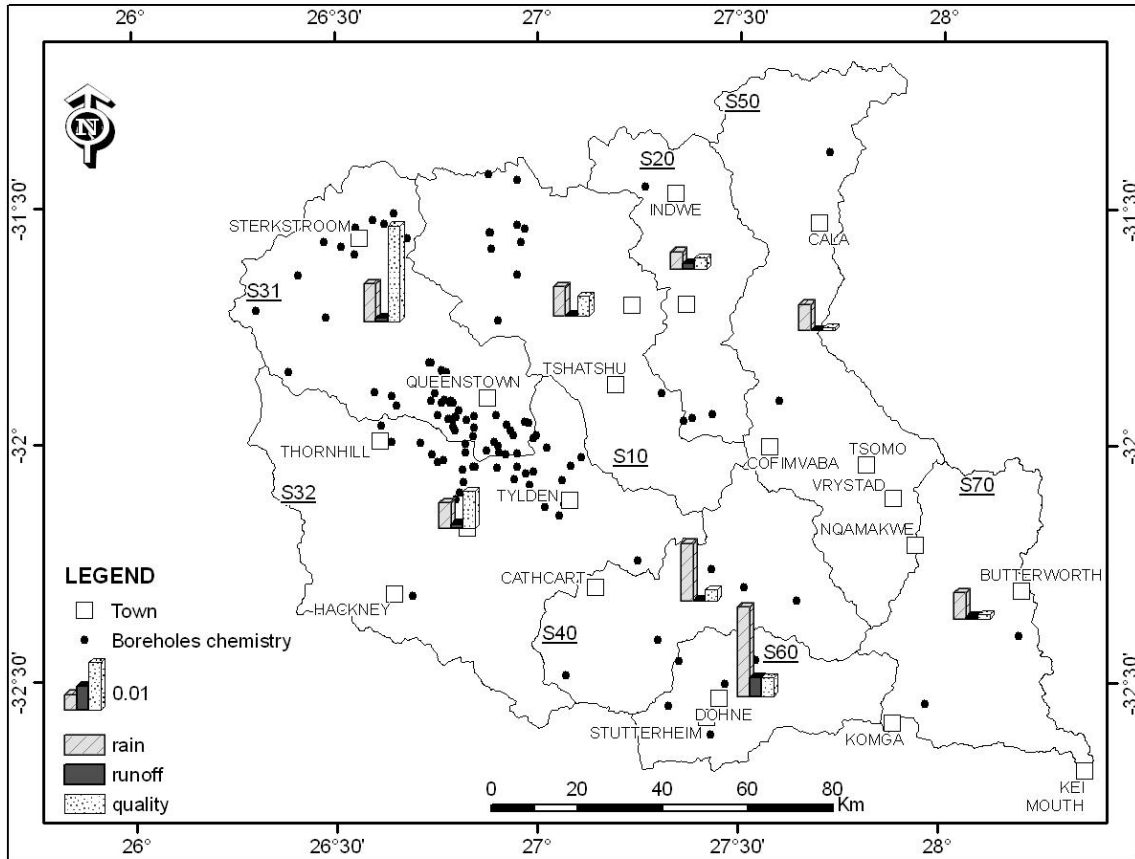 26°
26°30'
27°
27°30'
28°
-31°30'
-32°
-32°30'
-31°30'
-32°
-32°30'
N
S50
S20
INDWE
STERKSTROOM
CALA
S31
TSHATSHU
QUEENSTOWN
THORNHILL
S10
COFIMVABA
TSOMO
VRYSTAD
S70
S32
TYLDEN
NQAMAKWE
CATHCART
BUTTERWORTH
HACKNEY
S40
S60
DOHNE
STUTTERHEIM
KOMGA
KEI
MOUTH
LEGEND
Town
Boreholes chemistry
0.01
rain
runoff
quality
0 20 40 60 80
Km
26°
26°30'
27°
27°30'
28°